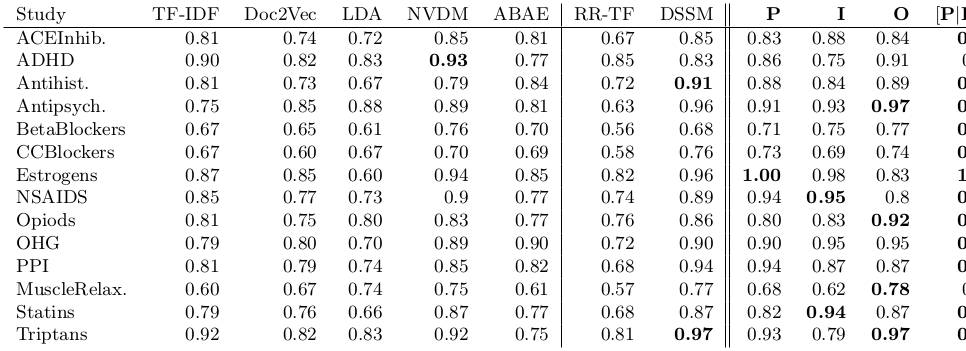 Study TF-IDF Doc2Vec LDA NVDM ABAE RR-TF DSSM P I O
ACEInhib. 0.81 0.74 0.72 0.85 0.81 0.67 0.85 0.83 0.88 0.84
ADHD 0.90 0.82 0.83 0.93 0.77 0.85 0.83 0.86 0.75 0.91
Antihist. 0.81 0.73 0.67 0.79 0.84 0.72 0.91 0.88 0.84 0.89
Antipsych. 0.75 0.85 0.88 0.89 0.81 0.63 0.96 0.91 0.93 0.97
BetaBlockers 0.67 0.65 0.61 0.76 0.70 0.56 0.68 0.71 0.75 0.77
CCBlockers 0.67 0.60 0.67 0.70 0.69 0.58 0.76 0.73 0.69 0.74
Estrogens 0.87 0.85 0.60 0.94 0.85 0.82 0.96 1.00 0.98 0.83
NSAIDS 0.85 0.77 0.73 0.9 0.77 0.74 0.89 0.94 0.95 0.8
Opiods 0.81 0.75 0.80 0.83 0.77 0.76 0.86 0.80 0.83 0.92
OHG 0.79 0.80 0.70 0.89 0.90 0.72 0.90 0.90 0.95 0.95
PPI 0.81 0.79 0.74 0.85 0.82 0.68 0.94 0.94 0.87 0.87
MuscleRelax. 0.60 0.67 0.74 0.75 0.61 0.57 0.77 0.68 0.62 0.78
Statins 0.79 0.76 0.66 0.87 0.77 0.68 0.87 0.82 0.94 0.87
Triptans 0.92 0.82 0.83 0.92 0.75 0.81 0.97 0.93 0.79 0.97